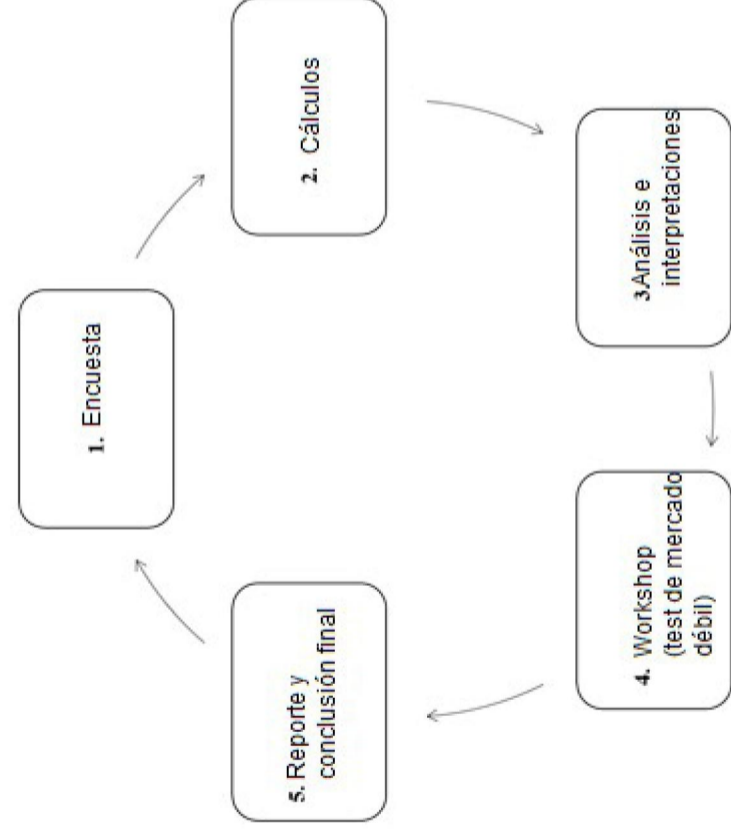 1. Encuesta
2. Cálculos
3.Análisis e
interpretaciones
4. Workshop
(test de mercado
débil)
5. Reporte y
conclusión final